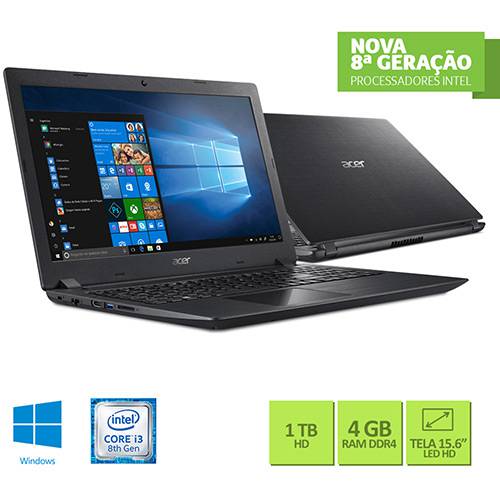 NOVA
8ª GERAÇÃO
PROCESSADORES INTEL
acer
acer
Windows
intel
CORE i3
8th Gen
1 TB
HD
4 GB
RAM DDR4
TELA 15.6”
LED HD